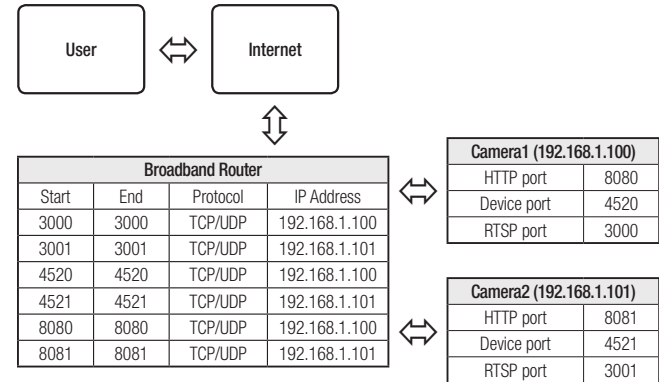 User
Internet
Broadband Router
Start End Protocol IP Address
3000 3000 TCP/UDP 192.168.1.100
3001 3001 TCP/UDP 192.168.1.101
4520 4520 TCP/UDP 192.168.1.100
4521 4521 TCP/UDP 192.168.1.101
8080 8080 TCP/UDP 192.168.1.100
8081 8081 TCP/UDP 192.168.1.101
Camera1 (192.168.1.100)
HTTP port 8080
Device port 4520
RTSP port 3000
Camera2 (192.168.1.101)
HTTP port 8081
Device port 4521
RTSP port 3001